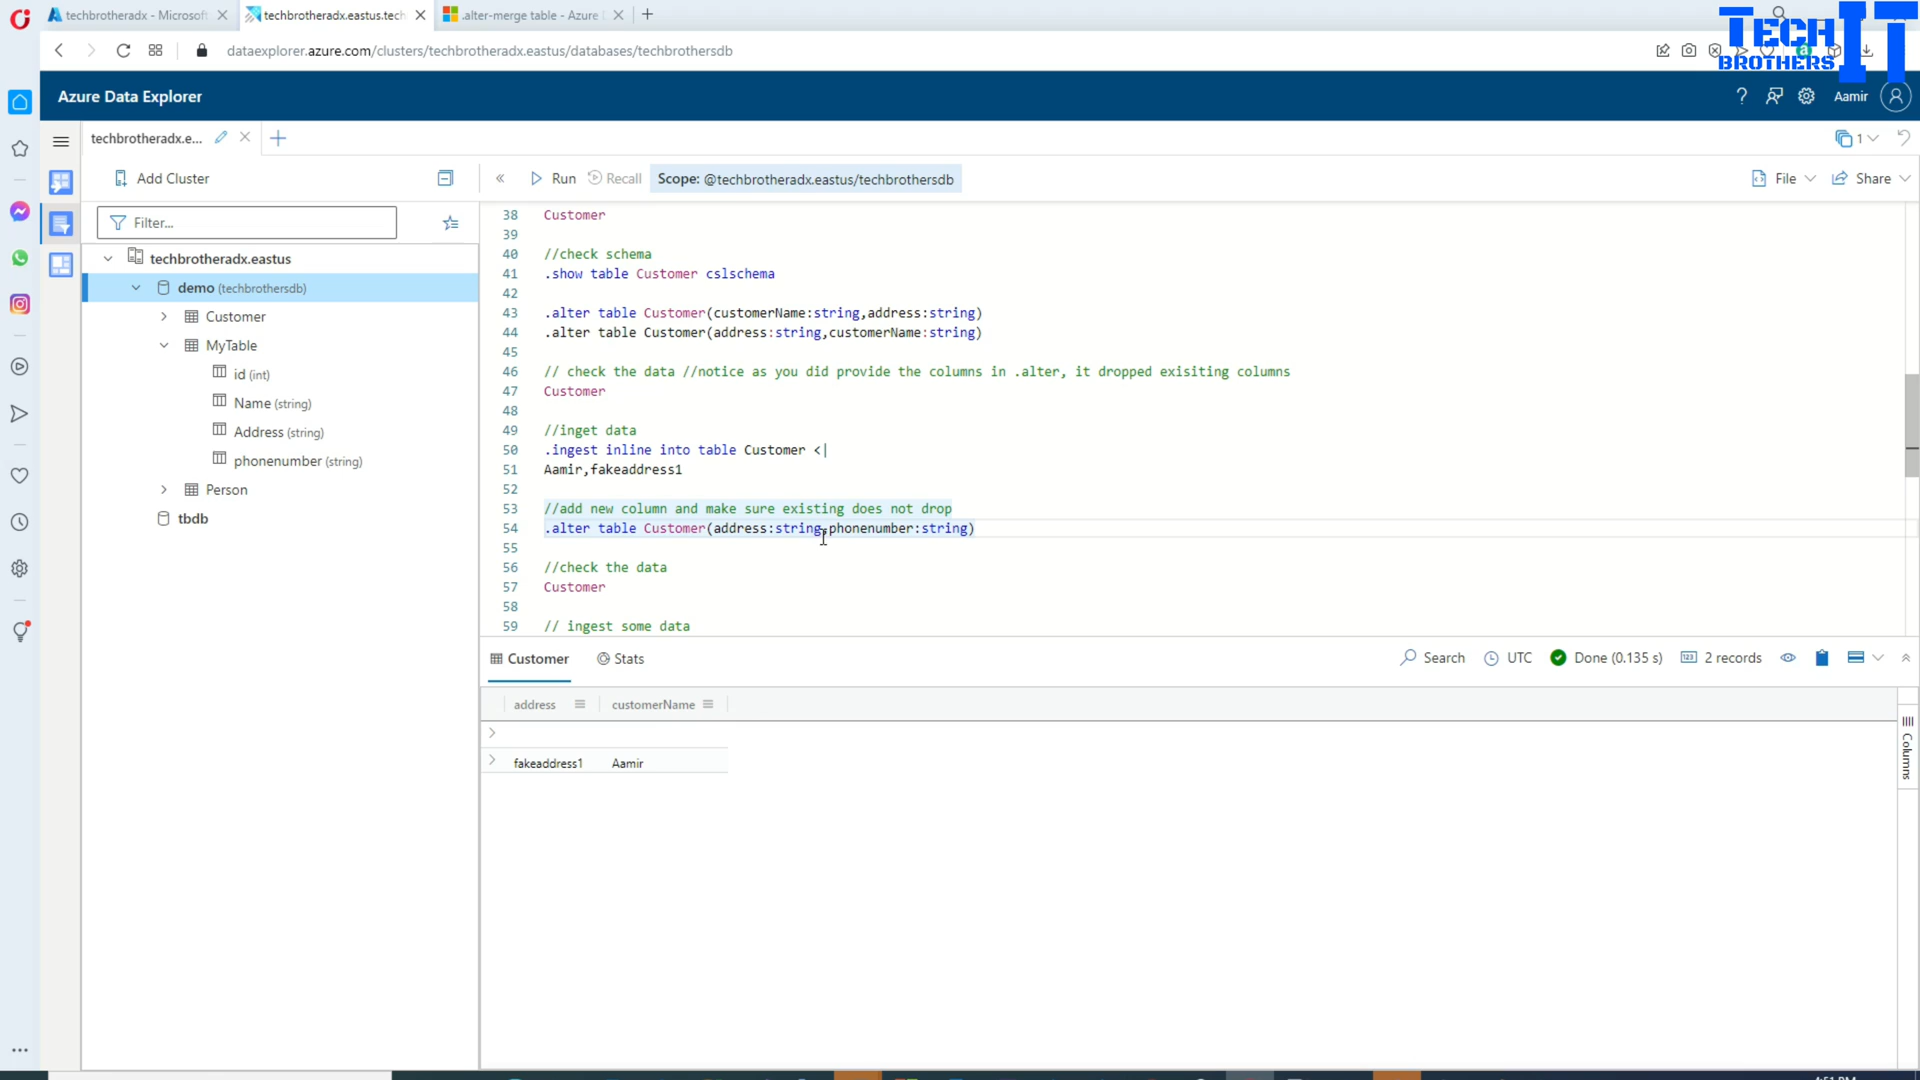 techbrotheradx - Microsoft
techbrotheradx.eastus.tech
.alter-merge table - Azure
TECH IT
BROTHERS
dataexplorer.azure.com/clusters/techbrotheradx.eastus/databases/techbrothersdb
Azure Data Explorer
Aamir
techbrotheradx.e...
1
Add Cluster
Run
Recall
Scope: @techbrotheradx.eastus/techbrothersdb
File
Share
Filter...
techbrotheradx.eastus
demo (techbrothersdb)
Customer
MyTable
id (int)
Name (string)
Address (string)
phonenumber (string)
Person
tbdb
38 Customer
39
40 //check schema
41 .show table Customer cslschema
42
43 .alter table Customer(customerName:string,address:string)
44 .alter table Customer(address:string,customerName:string)
45
46 // check the data //notice as you did provide the columns in .alter, it dropped exisiting columns
47 Customer
48
49 //inget data
50 .ingest inline into table Customer <|
51 Aamir,fakeaddress1
52
53 //add new column and make sure existing does not drop
54 .alter table Customer(address:string,phonenumber:string)
55
56 //check the data
57 Customer
58
59 // ingest some data
Customer
Stats
Search
UTC
Done (0.135 s)
2 records
address customerName
fakeaddress1 Aamir
Columns